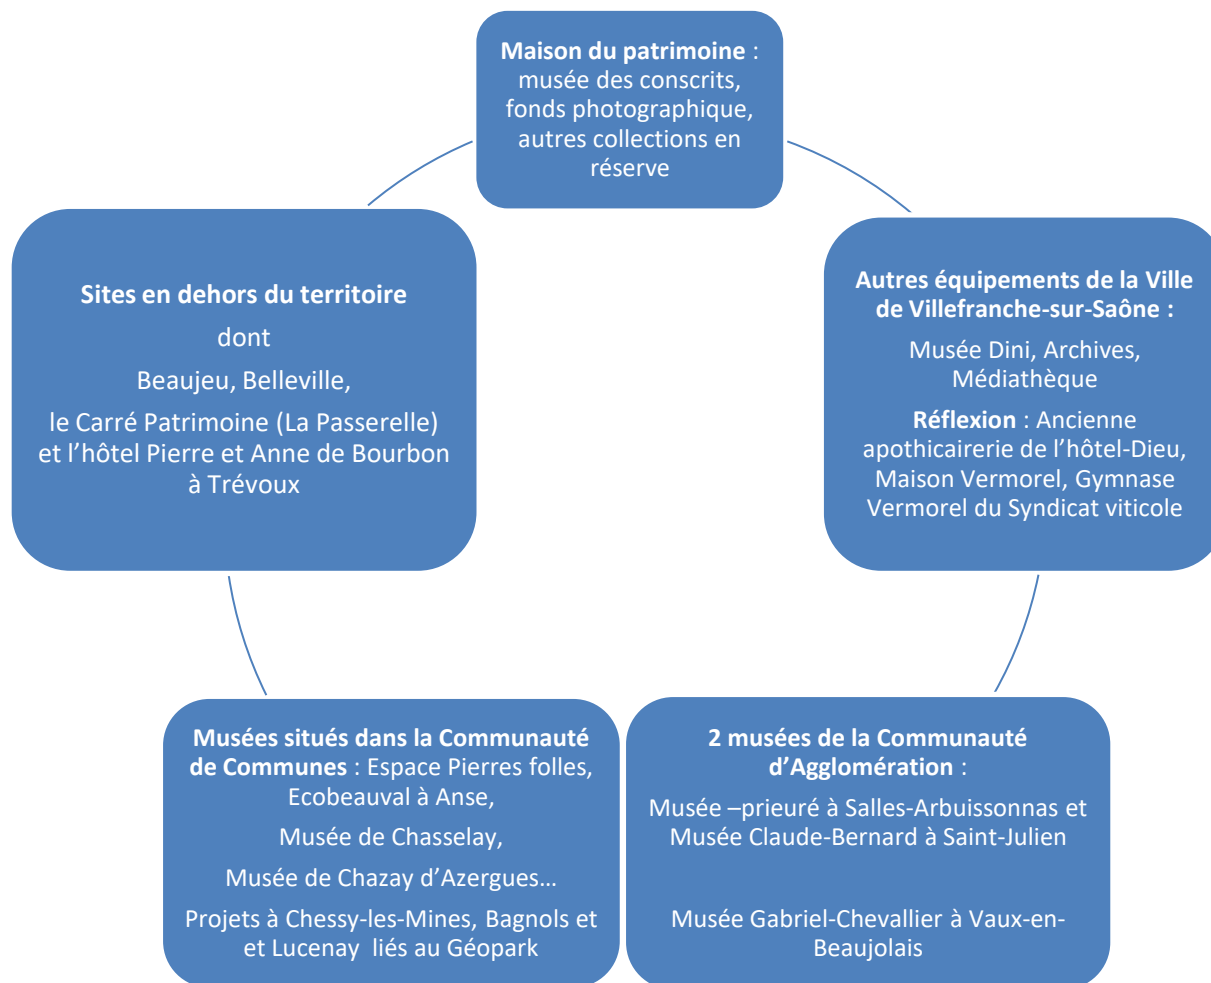 Maison du patrimoine :
musée des conscrits,
fonds photographique,
autres collections en
réserve
Sites en dehors du territoire
dont
Beaujeu, Belleville,
le Carré Patrimoine (La Passerelle)
et l’hôtel Pierre et Anne de Bourbon
à Trévoux
Autres équipements de la Ville
de Villefranche-sur-Saône :
Musée Dini, Archives,
Médiathèque
Réflexion : Ancienne
apothicairerie de l’hôtel-Dieu,
Maison Vermorel, Gymnase
Vermorel du Syndicat viticole
Musées situés dans la Communauté
de Communes : Espace Pierres folles,
Ecobeauval à Anse,
Musée de Chasselay,
Musée de Chazay d’Azergues…
Projets à Chessy-les-Mines, Bagnols et
et Lucenay liés au Géopark
2 musées de la Communauté
d’Agglomération :
Musée –prieuré à Salles-Arbuissonnas et
Musée Claude-Bernard à Saint-Julien
Musée Gabriel-Chevallier à Vaux-en-
Beaujolais